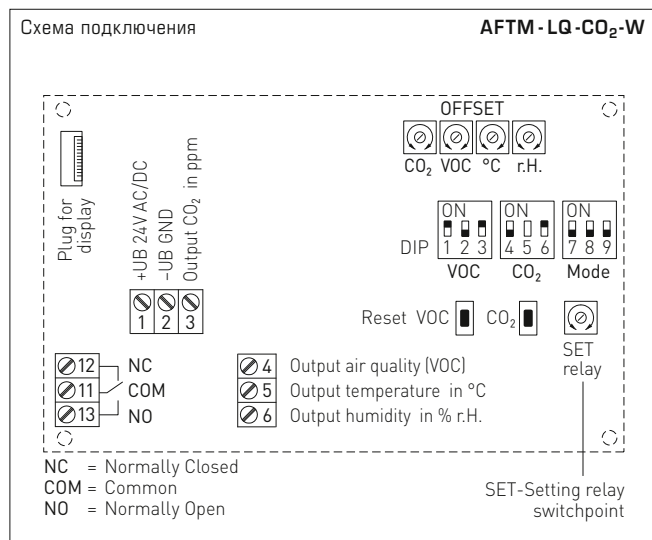 Схема подключения
AFTM-LQ-CO₂-W
OFFSET
CO₂ VOC °C r.H.
Plug for
display
+UB 24V AC/DC
-UB GND
Output CO₂ in ppm
1 2 3
ON ON ON
DIP 1 2 3 4 5 6 7 8 9
VOC CO₂ Mode
Reset VOC CO₂
SET
relay
12 NC
11 COM
13 NO
4 Output air quality (VOC)
5 Output temperature in °C
6 Output humidity in % r.H.
NC = Normally Closed
COM = Common
NO = Normally Open
SET-Setting relay
switchpoint